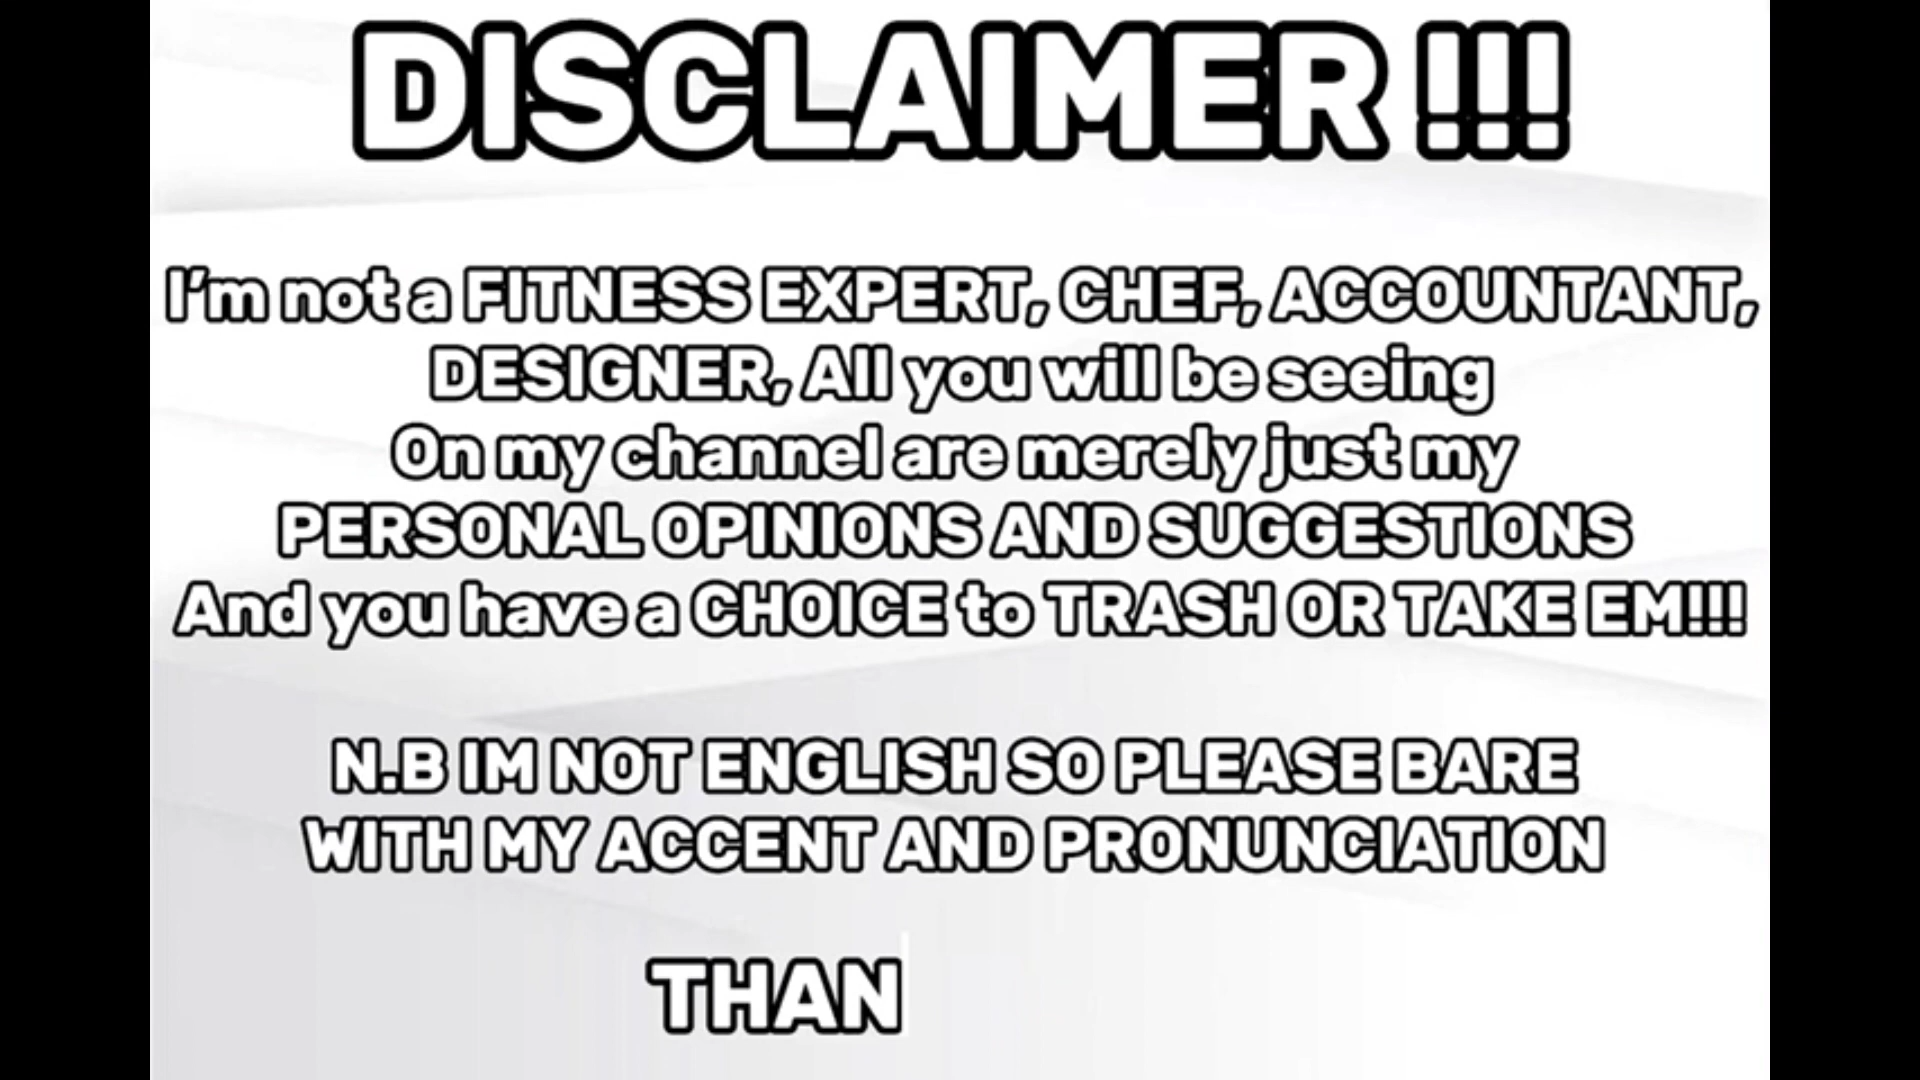 DISCLAIMER !!!
I'm not a FITNESS EXPERT, CHEF, ACCOUNTANT,
DESIGNER, All you will be seeing
On my channel are merely just my
PERSONAL OPINIONS AND SUGGESTIONS
And you have a CHOICE to TRASH OR TAKE EM!!!
N.B IM NOT ENGLISH SO PLEASE BARE
WITH MY ACCENT AND PRONUNCIATION
THAN